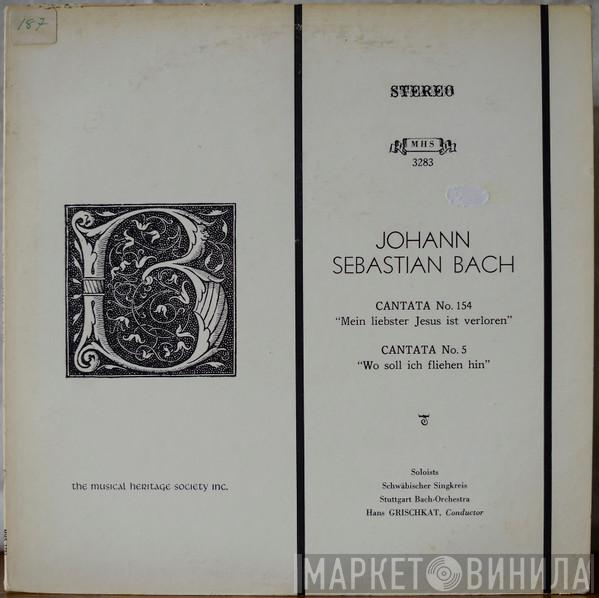 187
STEREO
MHS
3283
JOHANN
SEBASTIAN BACH
CANTATA No. 154
“Mein liebster Jesus ist verloren”
CANTATA No. 5
“Wo soll ich fliehen hin”
B
the musical heritage society inc.
Soloists
Schwäbischer Singkreis
Stuttgart Bach-Orchestra
Hans GRISCHKAT, Conductor
МАРКЕТ ВИНИЛА